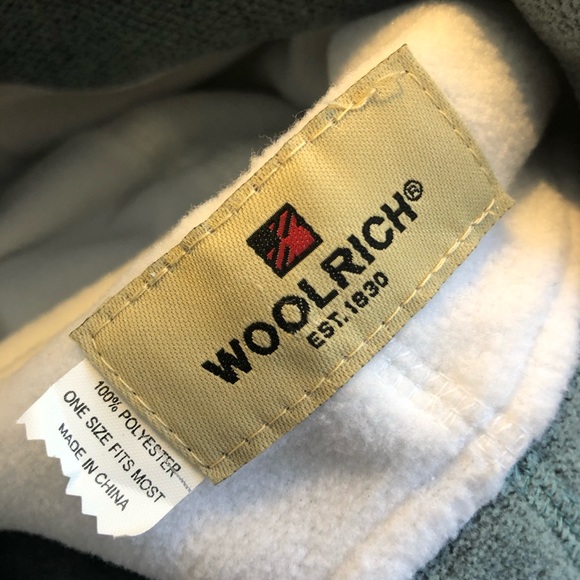 WOOLRICH®
EST. 1830
100% POLYESTER
ONE SIZE FITS MOST
MADE IN CHINA